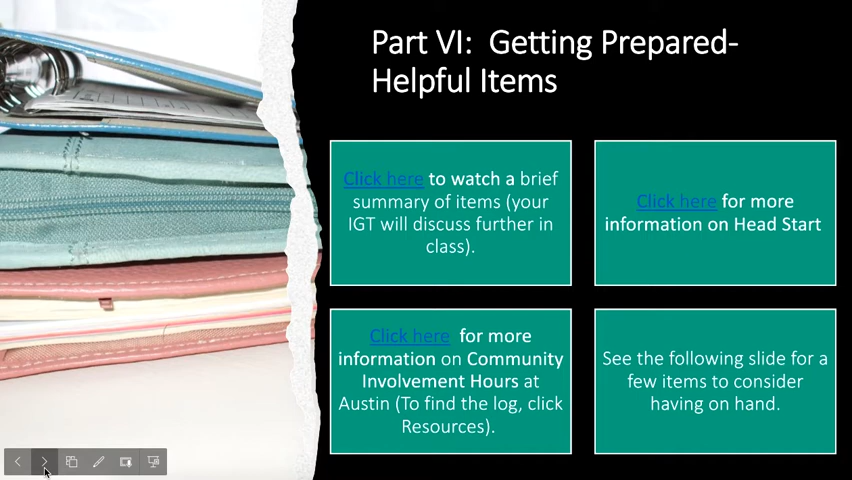 Part VI:  Getting Prepared-
Helpful Items
Click here to watch a brief
summary of items (your
IGT will discuss further in
class).
Click here for more
information on Head Start
Click here  for more
information on Community
Involvement Hours at
Austin (To find the log, click
Resources).
See the following slide for a
few items to consider
having on hand.